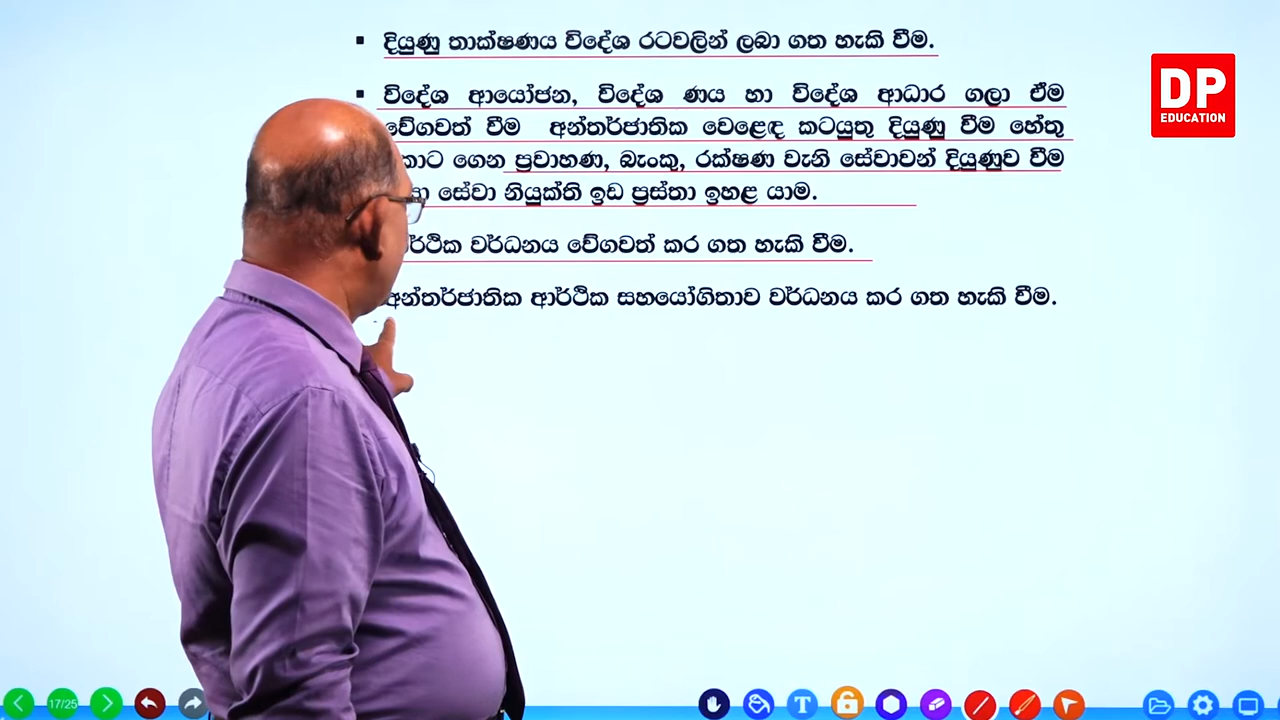 ▪ දියුණු තාක්ෂණය විදේශ රටවලින් ලබා ගත හැකි වීම.
▪ විදේශ ආයෝජන, විදේශ ණය හා විදේශ ආධාර ගලා ඒම
වේගවත් වීම අන්තර්ජාතික වෙළෙඳ කටයුතු දියුණු වීම හේතු
ගෙන ප්‍රවාහණ, බැංකු, රක්ෂණ වැනි සේවාවන් දියුණුව වීම
සේවා නියුක්ති ඉඩ ප්‍රස්තා ඉහළ යාම.
වර්ධනය වේගවත් කර ගත හැකි වීම.
අන්තර්ජාතික ආර්ථික සහයෝගිතාව වර්ධනය කර ගත හැකි වීම.
DP
EDUCATION
17/25